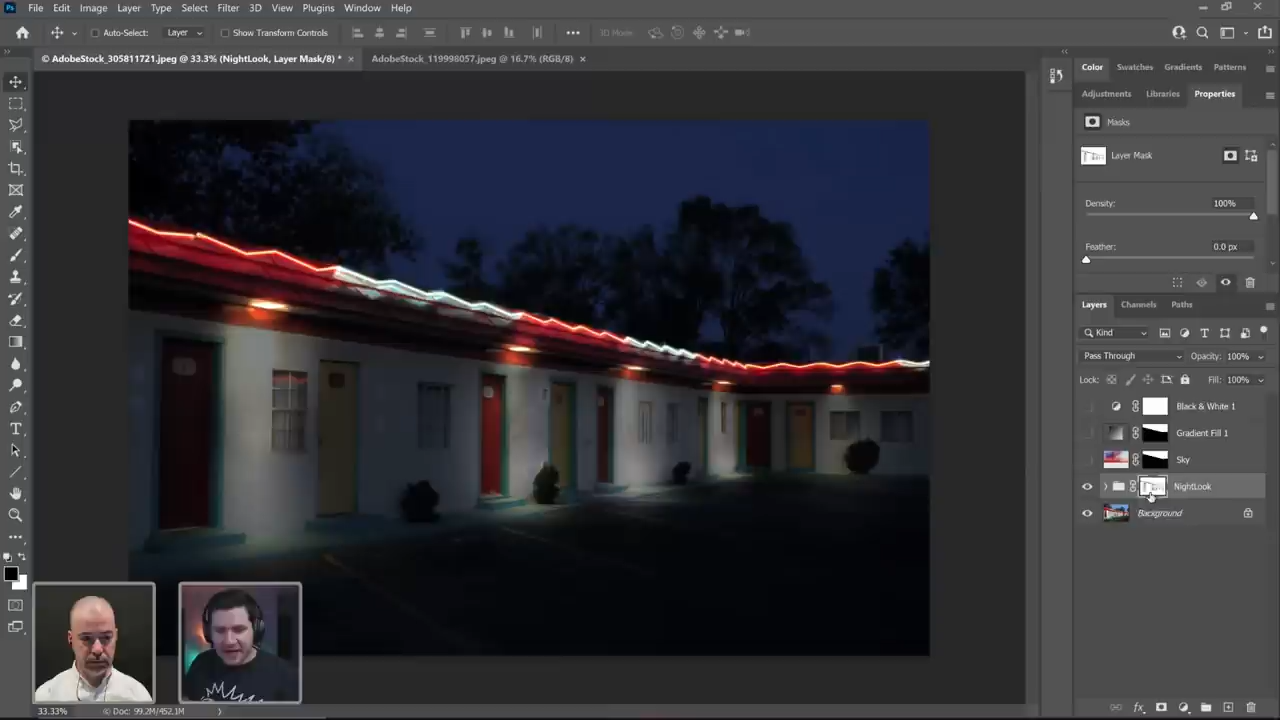 Ps File Edit Image Layer Type Select Filter 3D View Plugins Window Help
Auto-Select: Layer Show Transform Controls 3D Mode:
© AdobeStock_305811721.jpeg @ 33.3% (NightLook, Layer Mask/8) * × AdobeStock_119998057.jpeg @ 16.7% (RGB/8) ×
Color Swatches Gradients Patterns
Adjustments Libraries Properties
Masks
Layer Mask
Density: 100%
Feather: 0.0 px
Layers Channels Paths
Kind
Pass Through Opacity: 100%
Lock: Fill: 100%
Black & White 1
Gradient Fill 1
Sky
NightLook
Background
33.33% © Doc: 99.2M/452.1M